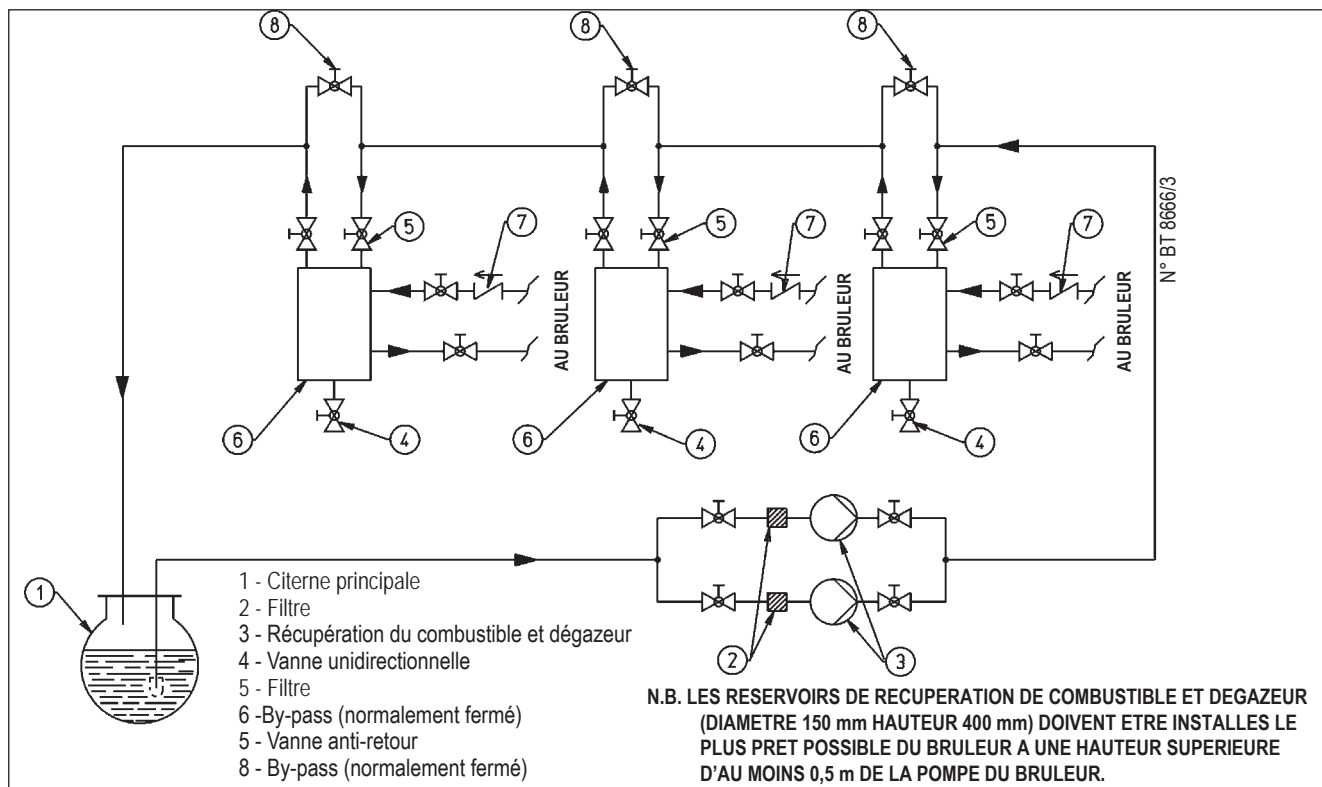 8 8 8
5 7 5 7 5 7
N° BT 8666/3
AU BRULEUR AU BRULEUR AU BRULEUR
6 4 6 4 6 4
1
2 3
1 - Citerne principale
2 - Filtre
3 - Récupération du combustible et dégazeur
4 - Vanne unidirectionnelle
5 - Filtre
6 -By-pass (normalement fermé)
5 - Vanne anti-retour
8 - By-pass (normalement fermé)
N.B. LES RESERVOIRS DE RECUPERATION DE COMBUSTIBLE ET DEGAZEUR
(DIAMETRE 150 mm HAUTEUR 400 mm) DOIVENT ETRE INSTALLES LE
PLUS PRET POSSIBLE DU BRULEUR A UNE HAUTEUR SUPERIEURE
D'AU MOINS 0,5 m DE LA POMPE DU BRULEUR.